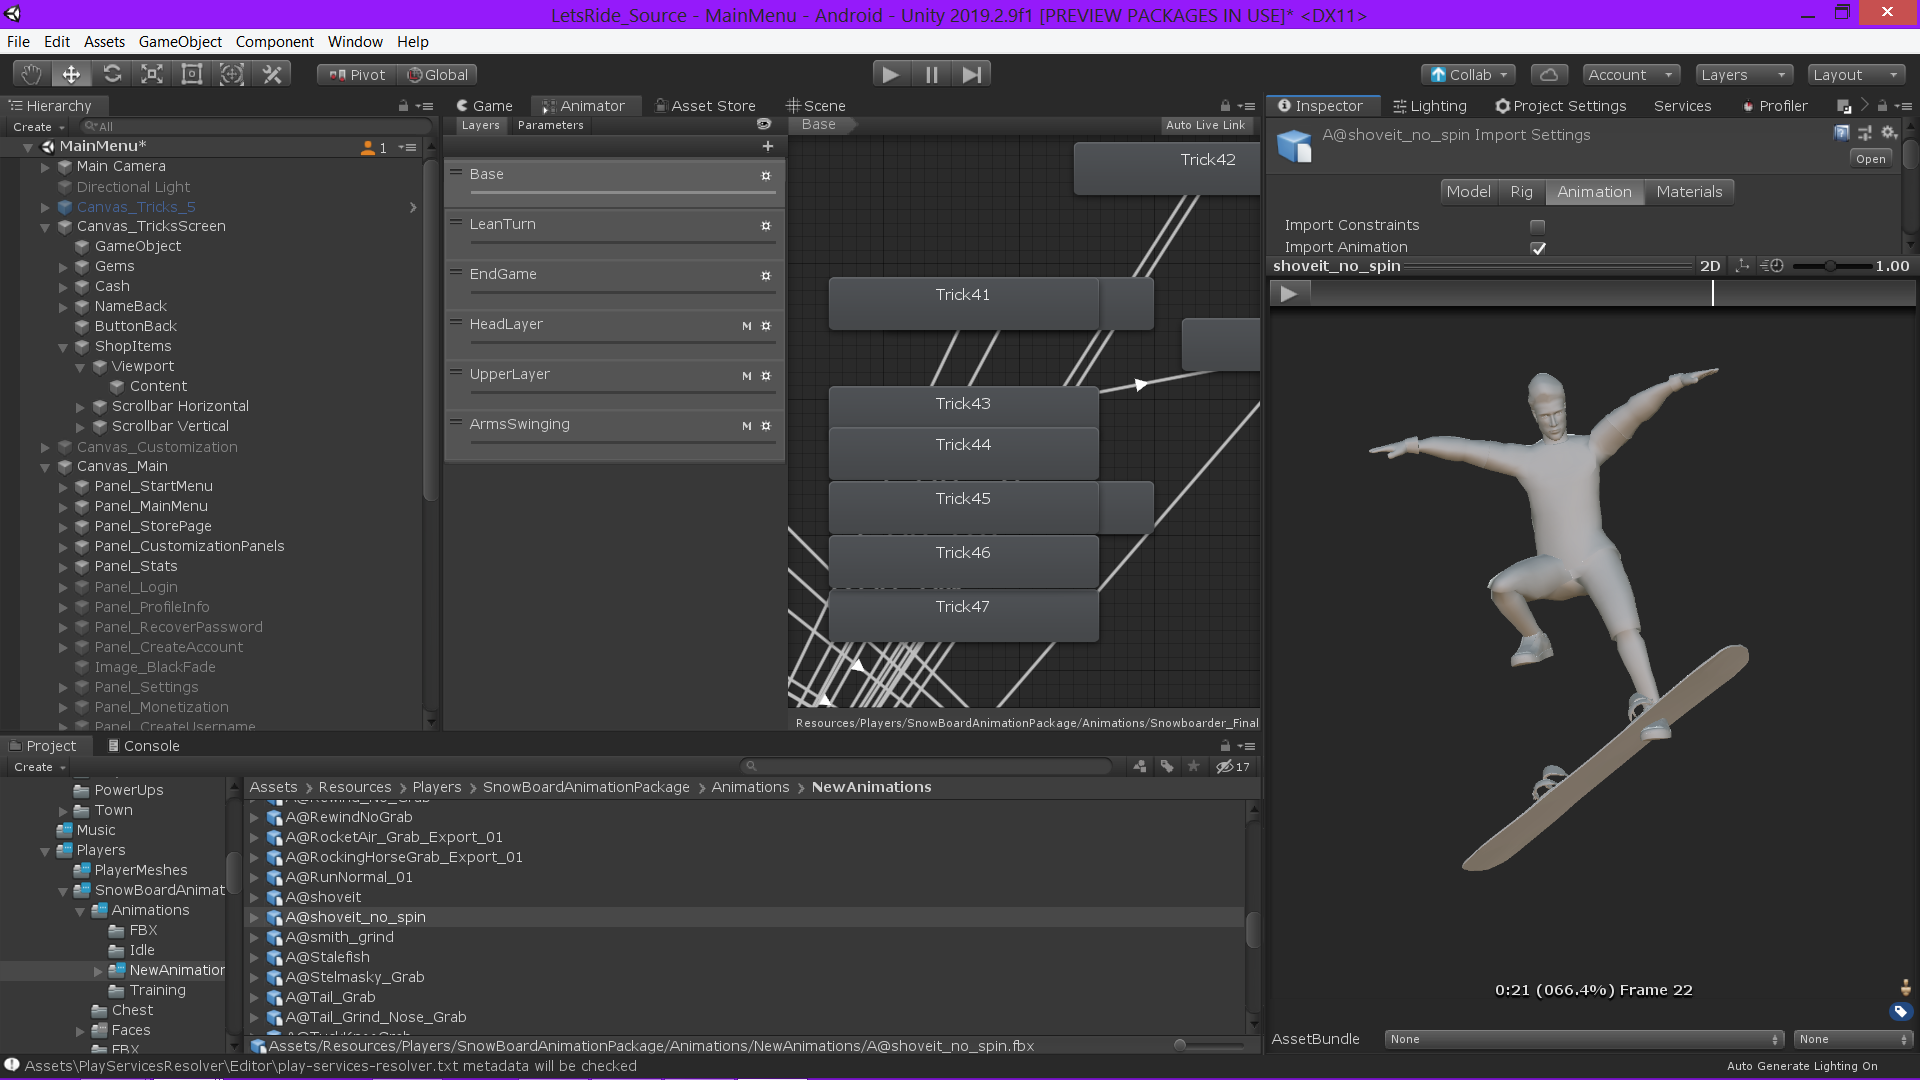 LetsRide_Source - MainMenu - Android - Unity 2019.2.9f1 [PREVIEW PACKAGES IN USE]* <DX11>
File Edit Assets GameObject Component Window Help
Pivot Global Collab Account Layers Layout
Hierarchy
Create All
MainMenu* 1
Main Camera
Directional Light
Canvas_Tricks_5
Canvas_TricksScreen
GameObject
Gems
Cash
NameBack
ButtonBack
ShopItems
Viewport
Content
Scrollbar Horizontal
Scrollbar Vertical
Canvas_Customization
Canvas_Main
Panel_StartMenu
Panel_MainMenu
Panel_StorePage
Panel_CustomizationPanels
Panel_Stats
Panel_Login
Panel_ProfileInfo
Panel_RecoverPassword
Panel_CreateAccount
Image_BlackFade
Panel_Settings
Panel_Monetization
Panel_CreateUsername
Game Animator Asset Store Scene
Layers Parameters Base Auto Live Link
Base
LeanTurn
EndGame
HeadLayer M
UpperLayer M
ArmsSwinging M
Trick42
Trick41
Trick43
Trick44
Trick45
Trick46
Trick47
Resources/Players/SnowBoardAnimationPackage/Animations/Snowboarder_Final
Inspector Lighting Project Settings Services Profiler
A@shoveit_no_spin Import Settings
Open
Model Rig Animation Materials
Import Constraints
Import Animation
shoveit_no_spin 2D 1.00
0:21 (066.4%) Frame 22
AssetBundle None None
Project Console
Create 17
PowerUps
Town
Music
Players
PlayerMeshes
SnowBoardAnimat
Animations
FBX
Idle
NewAnimation
Training
Chest
Faces
FBX
Assets > Resources > Players > SnowBoardAnimationPackage > Animations > NewAnimations
A@Rewind_No_Grab
A@RewindNoGrab
A@RocketAir_Grab_Export_01
A@RockingHorseGrab_Export_01
A@RunNormal_01
A@shoveit
A@shoveit_no_spin
A@smith_grind
A@Stalefish
A@Stelmasky_Grab
A@Tail_Grab
A@Tail_Grind_Nose_Grab
Assets/Resources/Players/SnowBoardAnimationPackage/Animations/NewAnimations/A@shoveit_no_spin.fbx
Assets\PlayServicesResolver\Editor\play-services-resolver.txt metadata will be checked
Auto Generate Lighting On